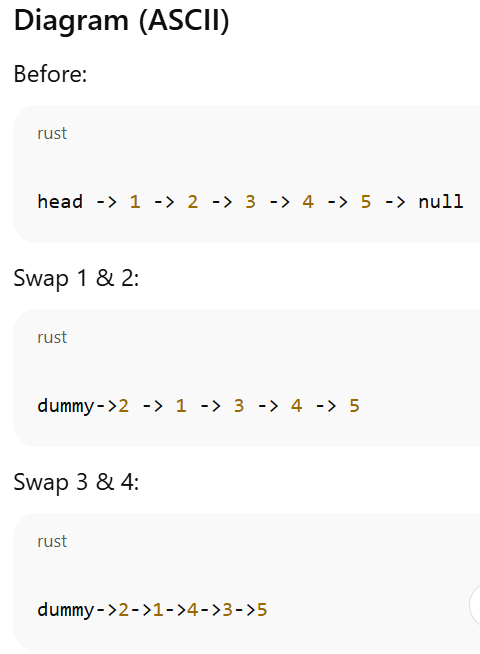 Diagram (ASCII)
Before:
rust
head -> 1 -> 2 -> 3 -> 4 -> 5 -> null
Swap 1 & 2:
rust
dummy->2 -> 1 -> 3 -> 4 -> 5
Swap 3 & 4:
rust
dummy->2->1->4->3->5